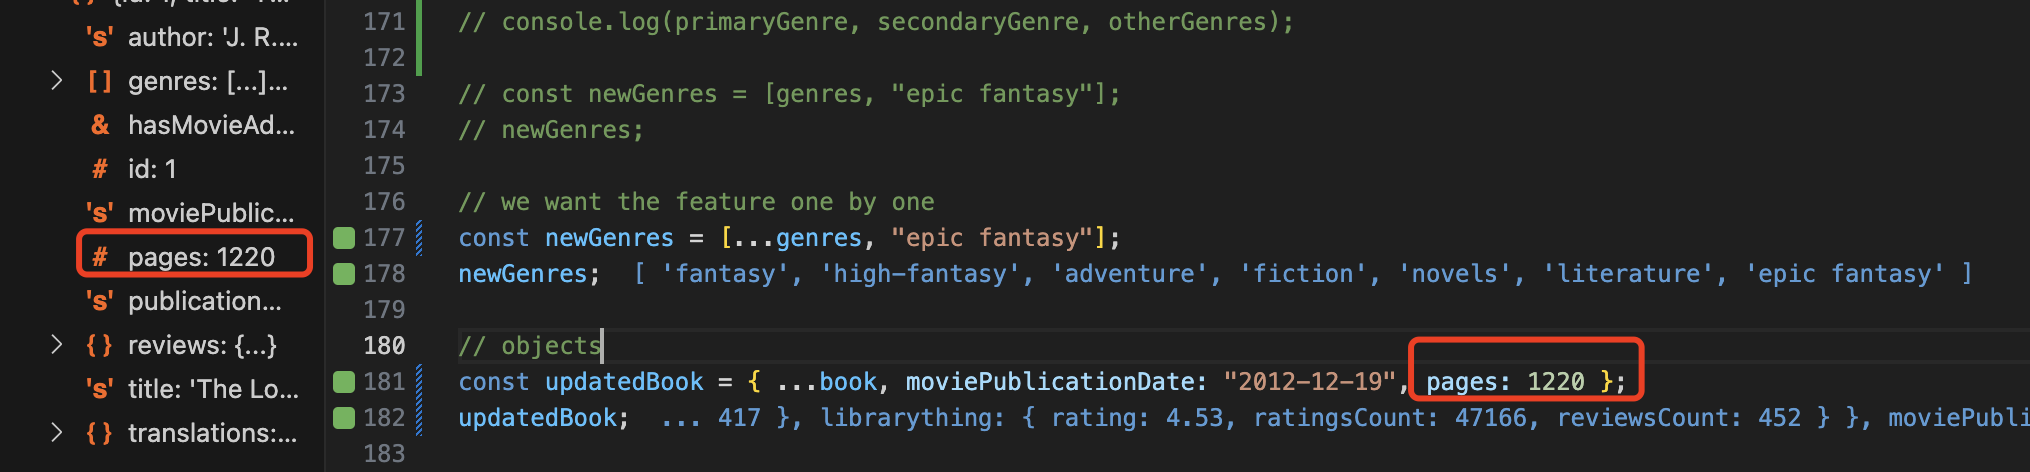 author: 'J. R....
genres: [...]...
hasMovieAd...
id: 1
moviePublic...
pages: 1220
publication...
reviews: {...}
title: 'The Lo...
translations:...
171 // console.log(primaryGenre, secondaryGenre, otherGenres);
172
173 // const newGenres = [genres, "epic fantasy"];
174 // newGenres;
175
176 // we want the feature one by one
177 const newGenres = [...genres, "epic fantasy"];
178 newGenres; [ 'fantasy', 'high-fantasy', 'adventure', 'fiction', 'novels', 'literature', 'epic fantasy' ]
179
180 // objects
181 const updatedBook = { ...book, moviePublicationDate: "2012-12-19", pages: 1220 };
182 updatedBook; ... 417 }, librarything: { rating: 4.53, ratingsCount: 47166, reviewsCount: 452 } }, moviePubli
183